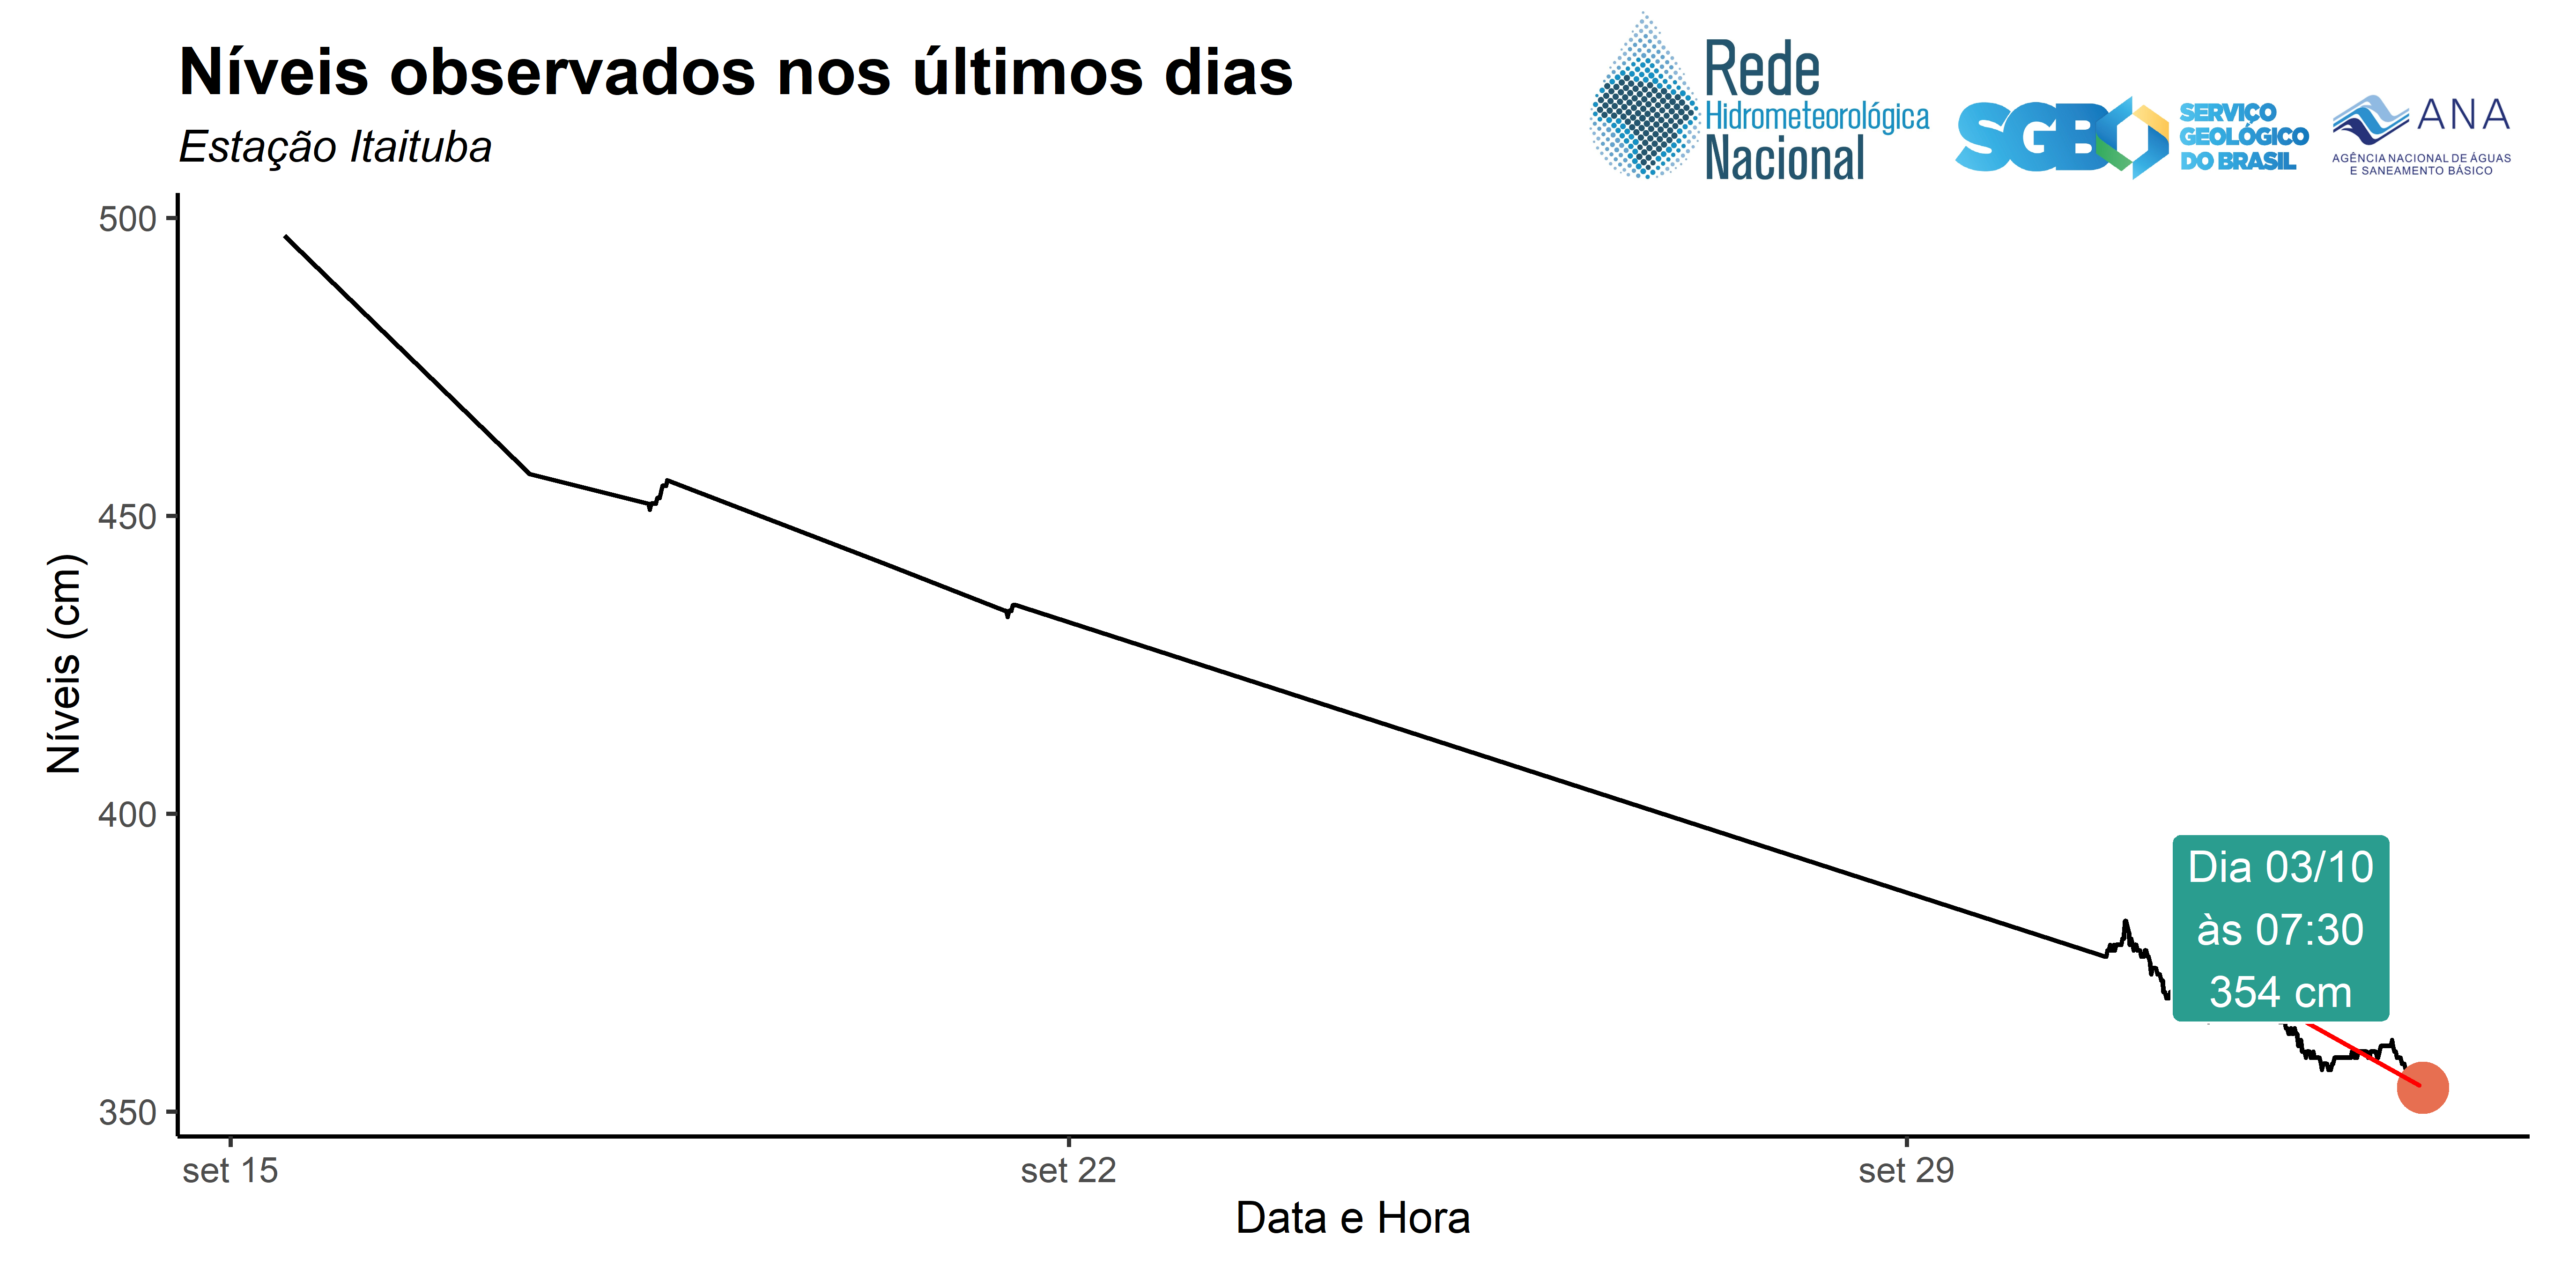 Níveis observados nos últimos dias
Estação Itaituba
Rede
Hidrometeorológica
Nacional
SGB
SERVIÇO
GEOLÓGICO
DO BRASIL
ANA
AGÊNCIA NACIONAL DE ÁGUAS
E SANEAMENTO BÁSICO
Níveis (cm)
500
450
400
350
Dia 03/10
às 07:30
354 cm
set 15
set 22
set 29
Data e Hora